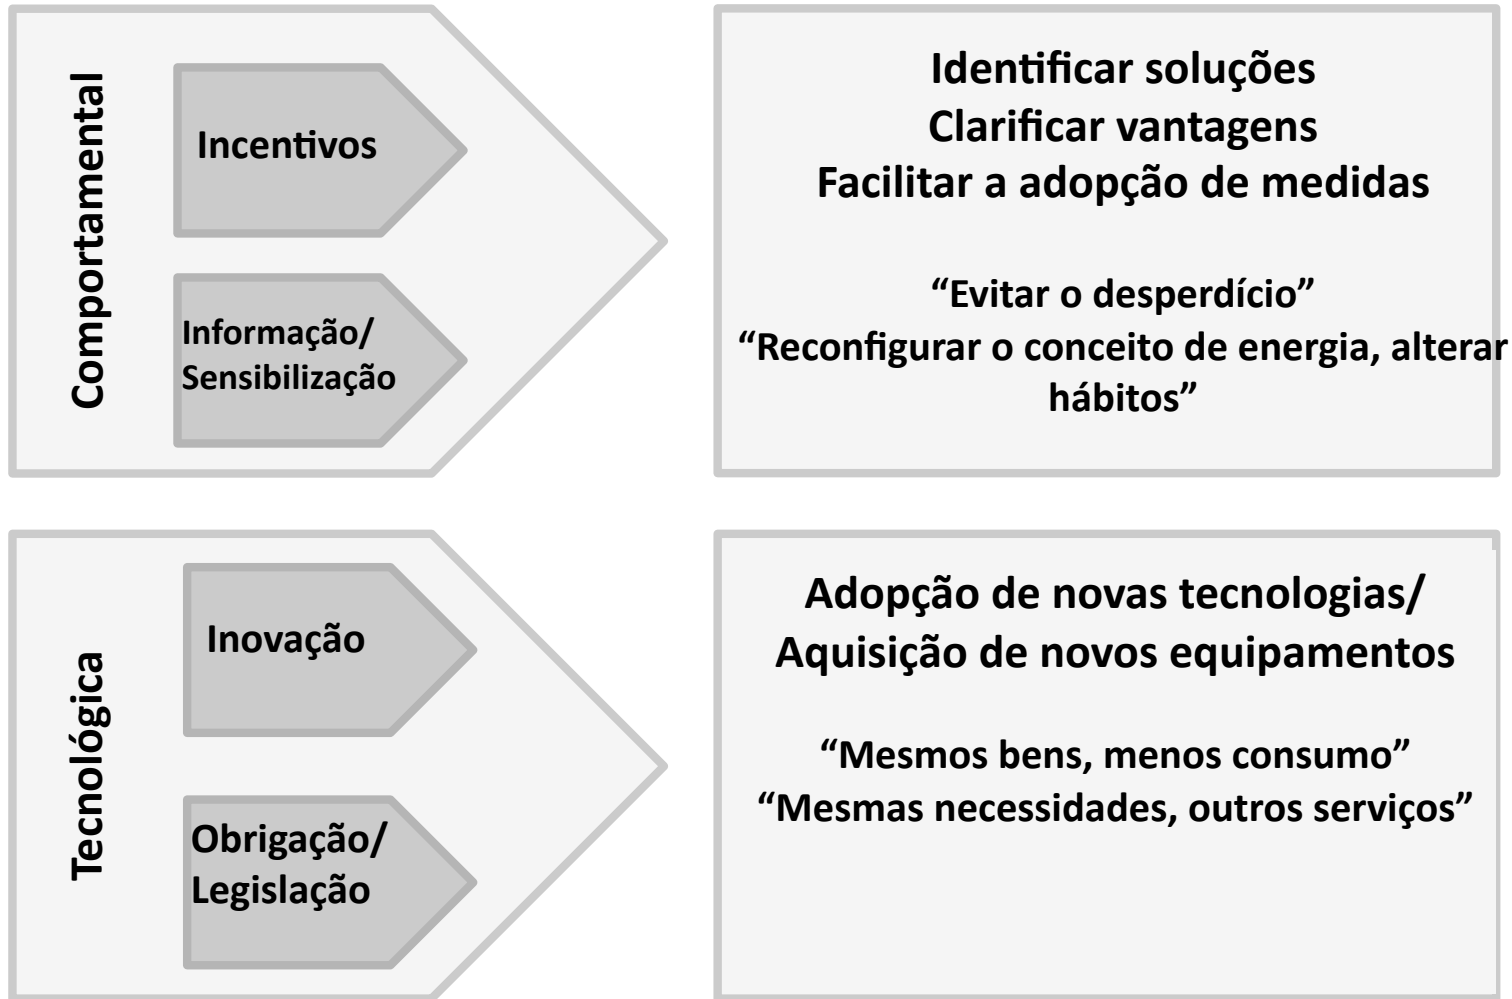 Comportamental
Incentivos
Informação/
Sensibilização
Identificar soluções
Clarificar vantagens
Facilitar a adopção de medidas
“Evitar o desperdício”
“Reconfigurar o conceito de energia, alterar
hábitos”
Tecnológica
Inovação
Obrigação/
Legislação
Adopção de novas tecnologias/
Aquisição de novos equipamentos
“Mesmos bens, menos consumo”
“Mesmas necessidades, outros serviços”